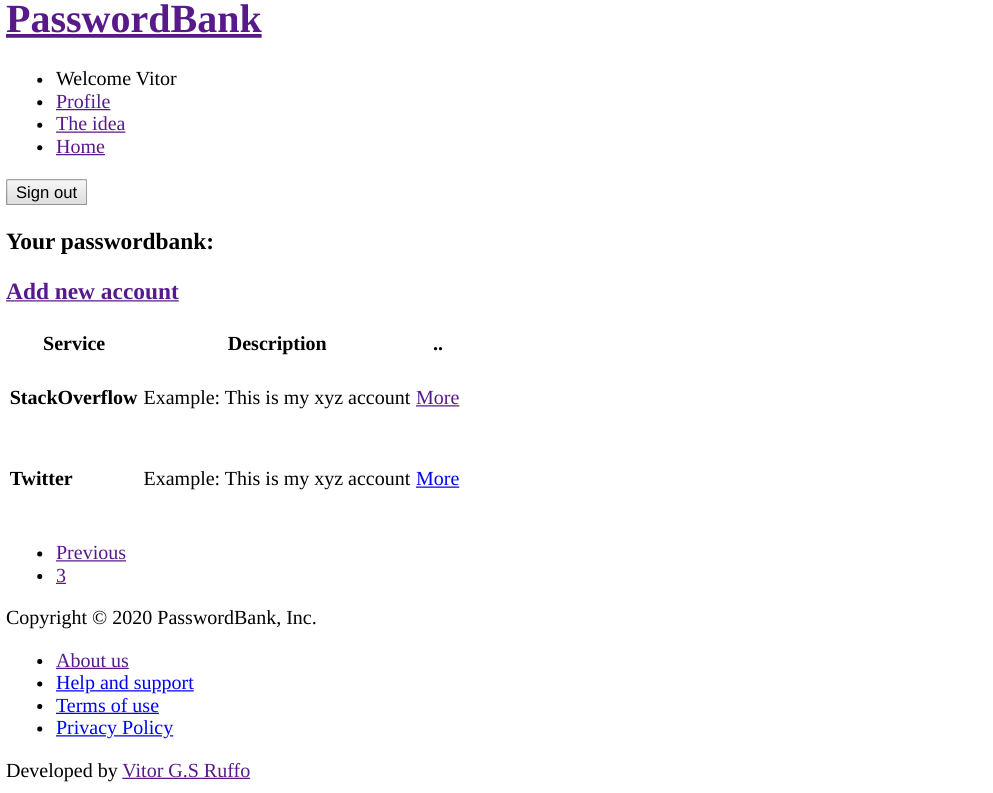 PasswordBank
Welcome Vitor
Profile
The idea
Home
Sign out
Your passwordbank:
Add new account
Service Description ..
StackOverflow Example: This is my xyz account More
Twitter Example: This is my xyz account More
Previous
3
Copyright © 2020 PasswordBank, Inc.
About us
Help and support
Terms of use
Privacy Policy
Developed by Vitor G.S Ruffo